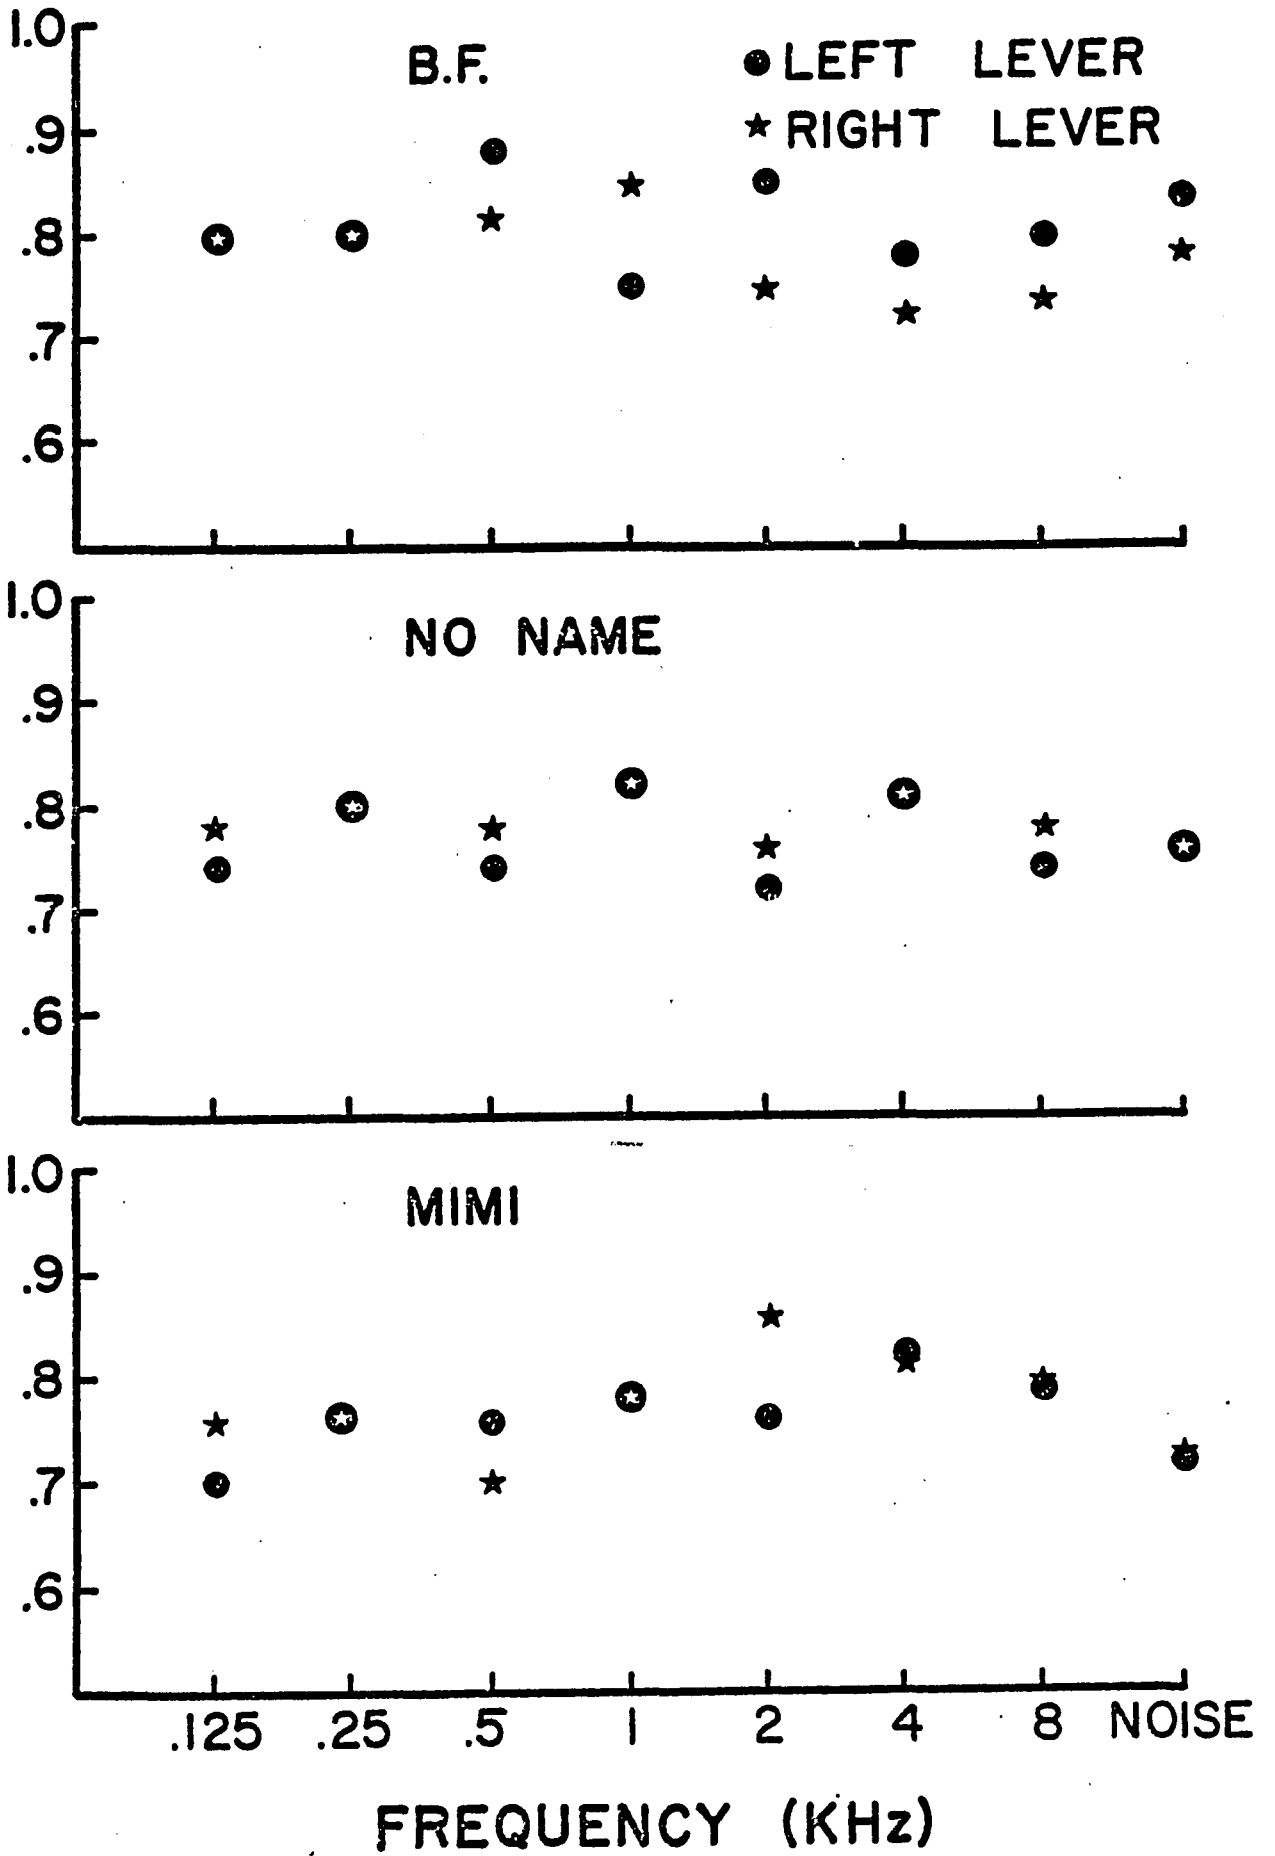 1.0
B.F.
LEFT LEVER
RIGHT LEVER
.9
.8
.7
.6
1.0
NO NAME
.9
.8
.7
.6
1.0
MIMI
.9
.8
.7
.6
.125 .25 .5 1 2 4 8 NOISE
FREQUENCY (KHz)